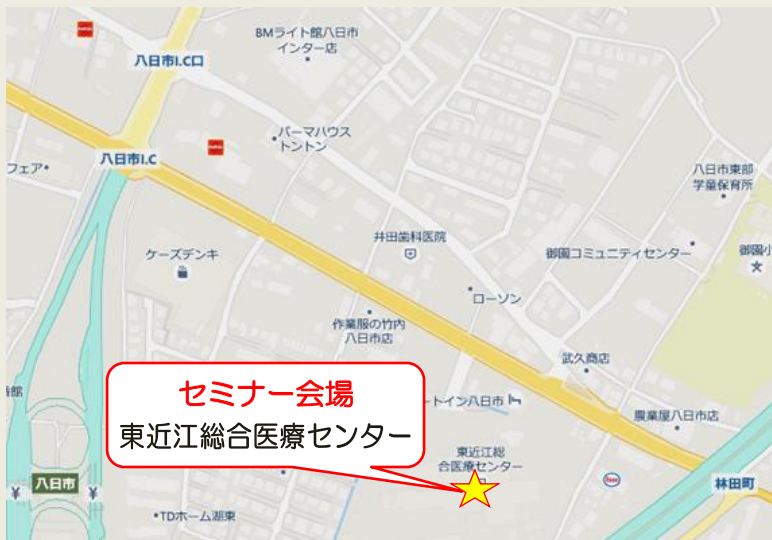 BMライト館八日市
インター店
八日市I.C口
パーマハウス
トントン
八日市I.C
フェア
八日市東部
学童保育所
井田歯科医院
ケーズデンキ
御園コミュニティセンター
御園小
ローソン
作業服の竹内
八日市店
武久商店
セミナー会場
東近江総合医療センター
ートイン八日市
農業屋八日市店
東近江総
合医療センター
八日市
林田町
TDホーム湖東
¥
¥